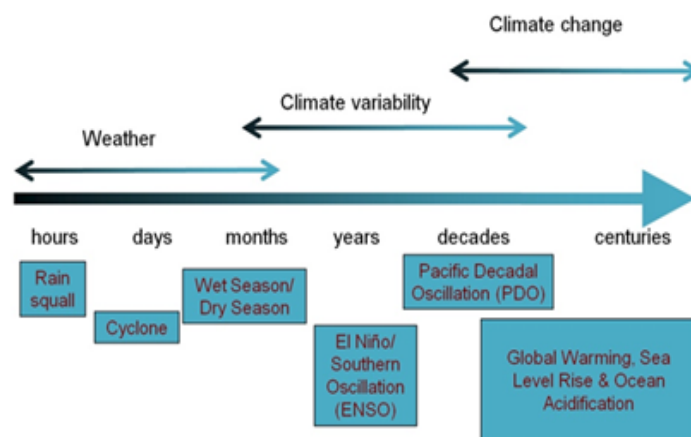 Climate change
Climate variability
Weather
hours days months years decades centuries
Rain
squall
Cyclone
Wet Season/
Dry Season
El Niño/
Southern
Oscillation
(ENSO)
Pacific Decadal
Oscillation (PDO)
Global Warming, Sea
Level Rise & Ocean
Acidification